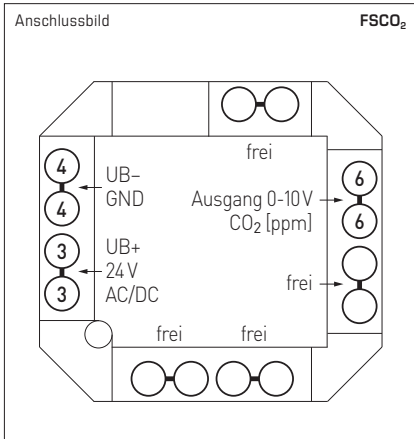 Anschlussbild FSCO₂
frei
4
4
UB–
GND
Ausgang 0-10 V
CO₂ [ppm]
6
6
3
3
UB+
24 V
AC/DC
frei
frei frei